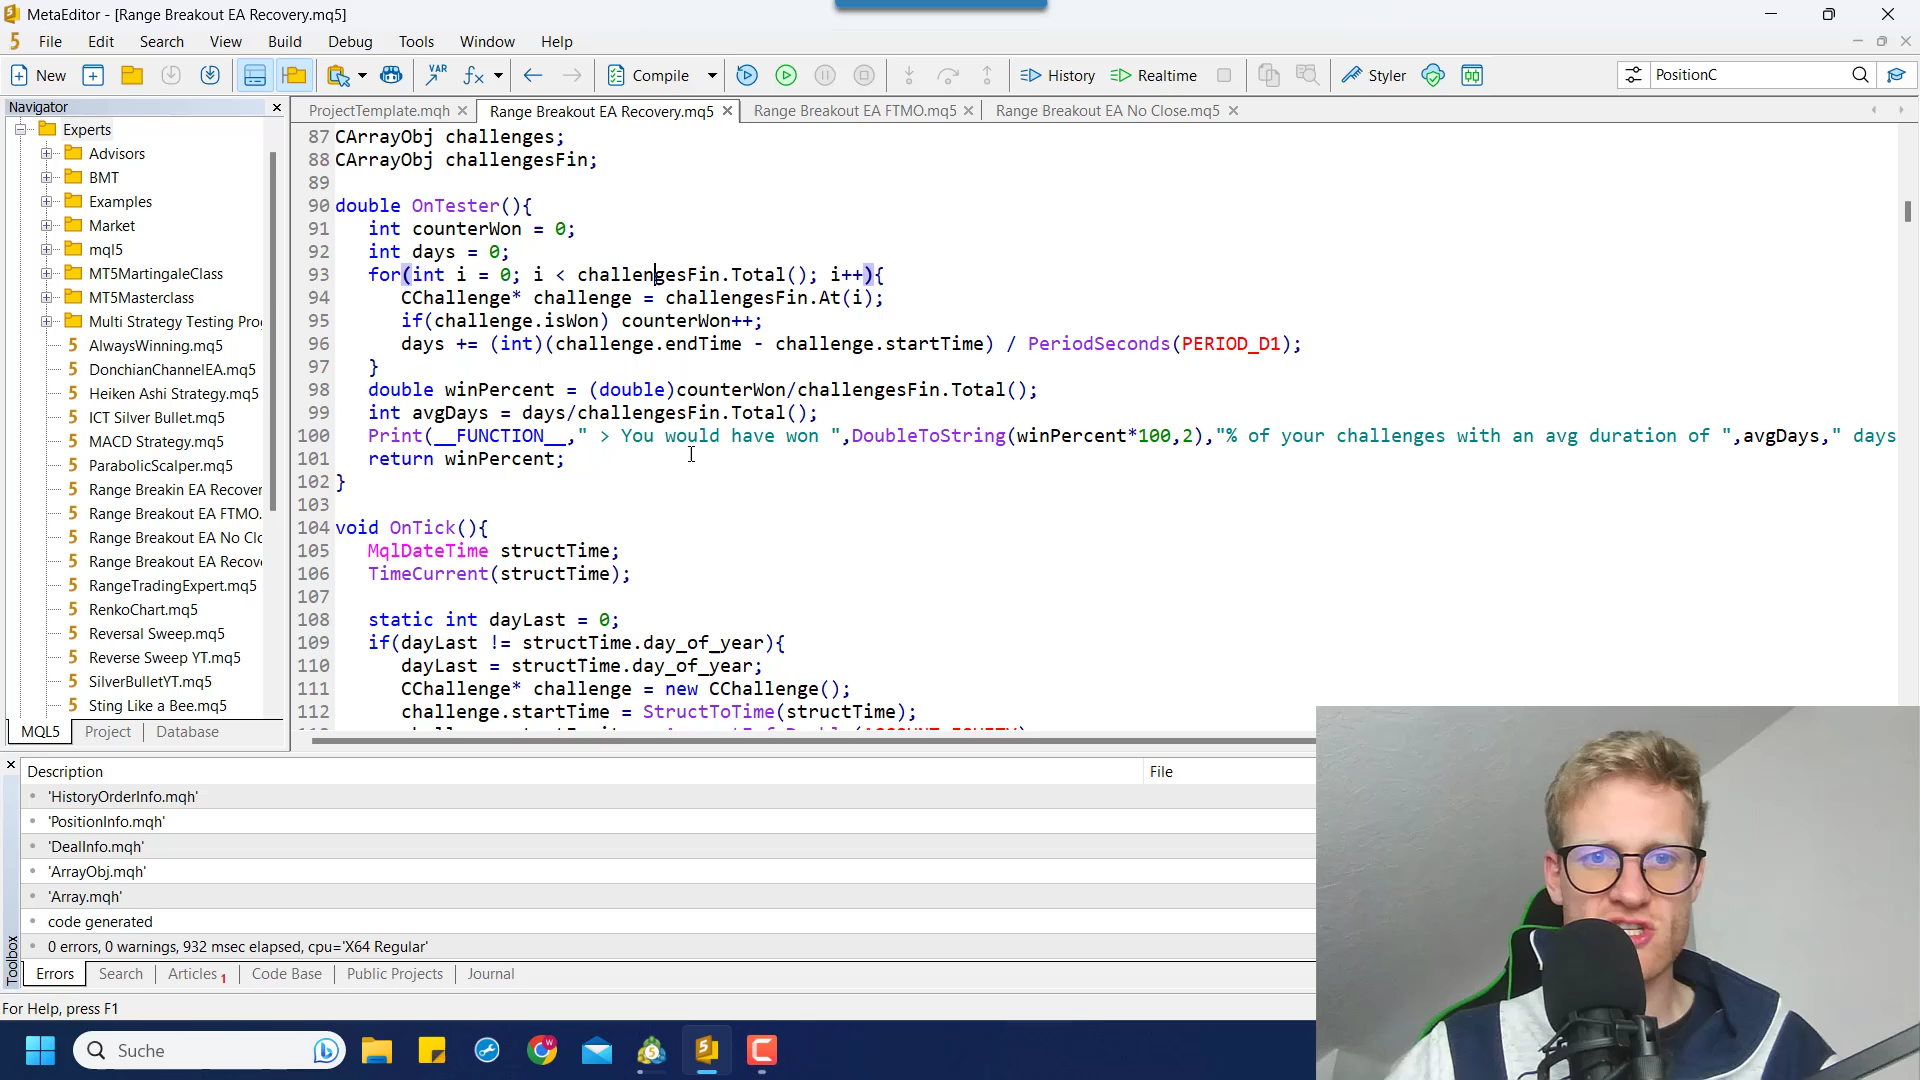 MetaEditor - [Range Breakout EA Recovery.mq5]
File Edit Search View Build Debug Tools Window Help
New VAR Compile History Realtime Styler PositionC
Navigator
ProjectTemplate.mqh Range Breakout EA Recovery.mq5 Range Breakout EA FTMO.mq5 Range Breakout EA No Close.mq5
Experts
Advisors
BMT
Examples
Market
mql5
MT5MartingaleClass
MT5Masterclass
Multi Strategy Testing Pro
AlwaysWinning.mq5
DonchianChannelEA.mq5
Heiken Ashi Strategy.mq5
ICT Silver Bullet.mq5
MACD Strategy.mq5
ParabolicScalper.mq5
Range Breakin EA Recover
Range Breakout EA FTMO.
Range Breakout EA No Clo
Range Breakout EA Recov
RangeTradingExpert.mq5
RenkoChart.mq5
Reversal Sweep.mq5
Reverse Sweep YT.mq5
SilverBulletYT.mq5
Sting Like a Bee.mq5
MQL5 Project Database
87 CArrayObj challenges;
88 CArrayObj challengesFin;
89
90 double OnTester(){
91 int counterWon = 0;
92 int days = 0;
93 for(int i = 0; i < challengesFin.Total(); i++){
94 CChallenge* challenge = challengesFin.At(i);
95 if(challenge.isWon) counterWon++;
96 days += (int)(challenge.endTime - challenge.startTime) / PeriodSeconds(PERIOD_D1);
97 }
98 double winPercent = (double)counterWon/challengesFin.Total();
99 int avgDays = days/challengesFin.Total();
100 Print(__FUNCTION__," > You would have won ",DoubleToString(winPercent*100,2),"% of your challenges with an avg duration of ",avgDays," days
101 return winPercent;
102 }
103
104 void OnTick(){
105 MqlDateTime structTime;
106 TimeCurrent(structTime);
107
108 static int dayLast = 0;
109 if(dayLast != structTime.day_of_year){
110 dayLast = structTime.day_of_year;
111 CChallenge* challenge = new CChallenge();
112 challenge.startTime = StructToTime(structTime);
Description File
'HistoryOrderInfo.mqh'
'PositionInfo.mqh'
'DealInfo.mqh'
'ArrayObj.mqh'
'Array.mqh'
code generated
0 errors, 0 warnings, 932 msec elapsed, cpu='X64 Regular'
Toolbox
Errors Search Articles 1 Code Base Public Projects Journal
For Help, press F1
Suche